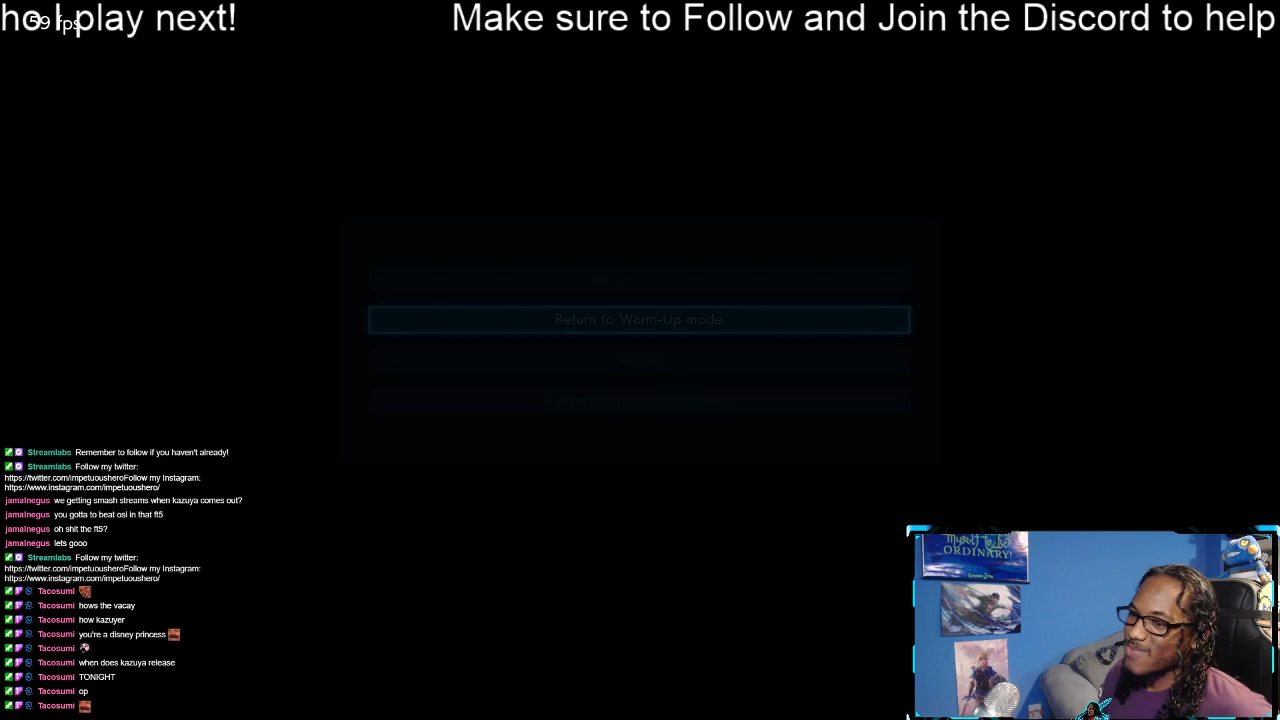 ho I play next!
Make sure to Follow and Join the Discord to help
59 fps
Return to Warm-Up mode.
Streamlabs Remember to follow if you haven't already!
Streamlabs Follow my twitter:
https://twitter.com/impetuousheroFollow my Instagram:
https://www.instagram.com/impetuoushero/
jamalnegus we getting smash streams when kazuya comes out?
jamalnegus you gotta to beat osi in that ft5
jamalnegus oh shit the ft5?
jamalnegus lets gooo
Streamlabs Follow my twitter:
https://twitter.com/impetuousheroFollow my Instagram:
https://www.instagram.com/impetuoushero/
Tacosumi
Tacosumi hows the vacay
Tacosumi how kazuyer
Tacosumi you're a disney princess
Tacosumi
Tacosumi when does kazuya release
Tacosumi TONIGHT
Tacosumi op
Tacosumi
Myself To Be
ORDINARY!